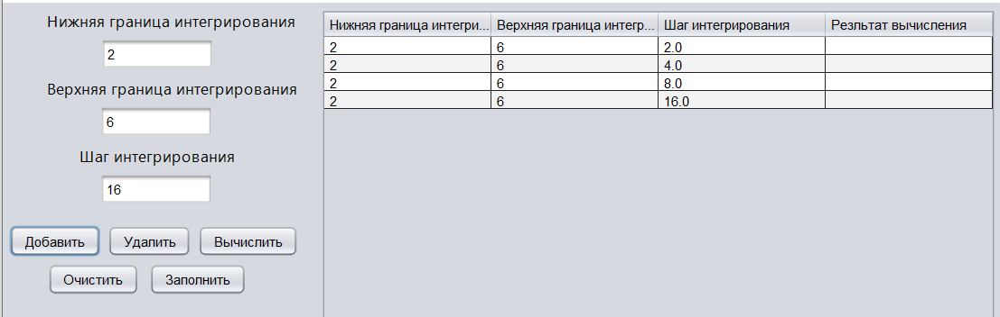 Нижняя граница интегрирования
2
Верхняя граница интегрирования
6
Шаг интегрирования
16
Добавить Удалить Вычислить
Очистить Заполнить
Нижняя граница интегри... Верхняя граница интегр... Шаг интегрирования Резльтат вычисления
2 6 2.0
2 6 4.0
2 6 8.0
2 6 16.0